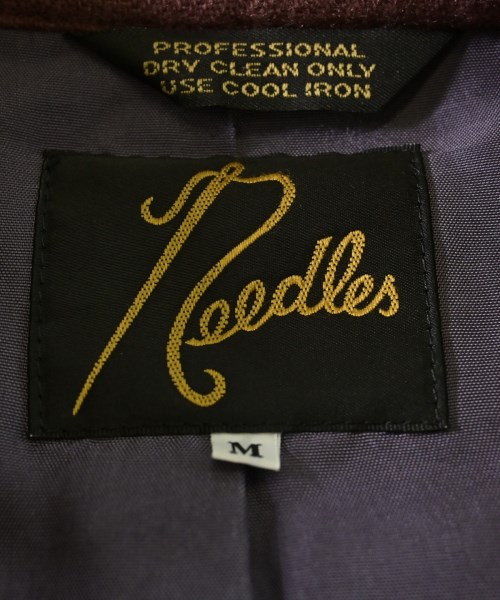 PROFESSIONAL
DRY CLEAN ONLY
USE COOL IRON
Needles
M